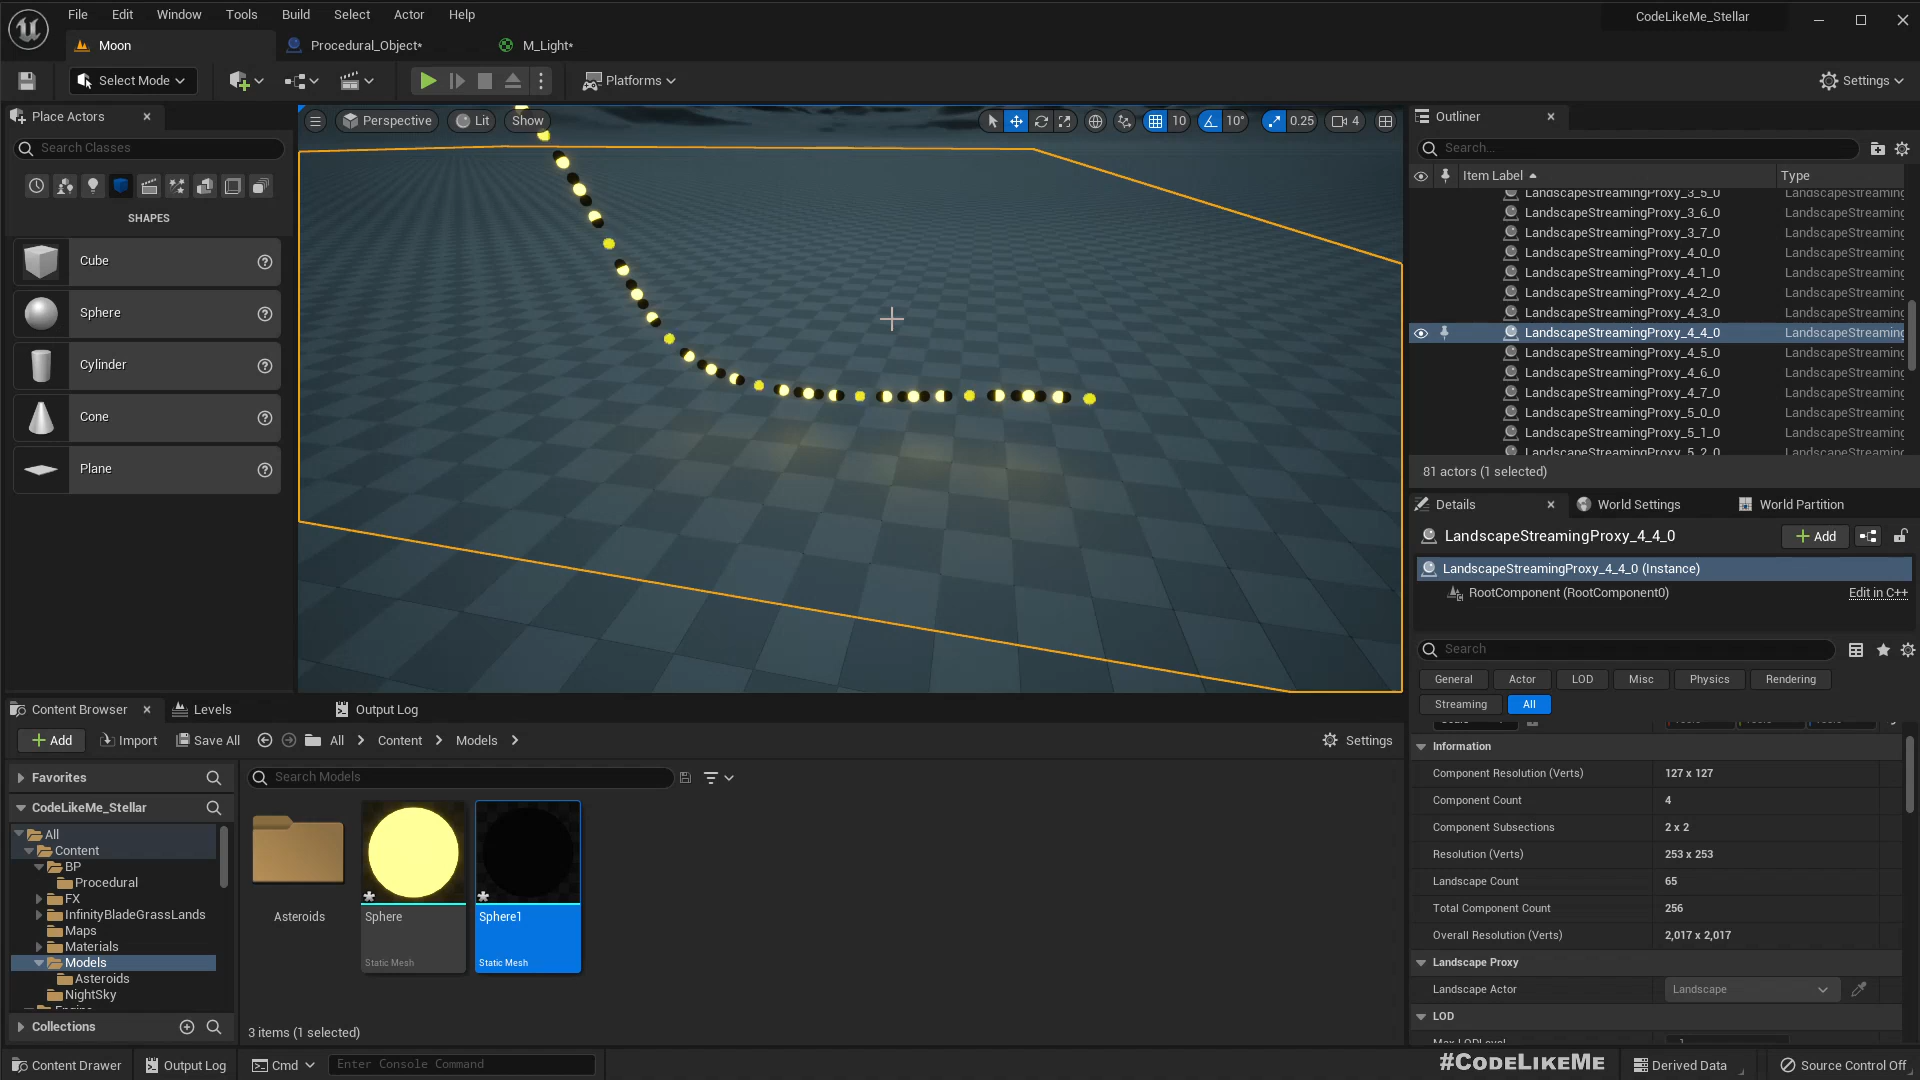 File Edit Window Tools Build Select Actor Help
CodeLikeMe_Stellar
Moon
Procedural_Object*
M_Light*
Select Mode
Platforms
Settings
Place Actors
Search Classes
SHAPES
Cube
Sphere
Cylinder
Cone
Plane
Perspective Lit Show
10 10° 0.25 4
Outliner
Search...
Item Label Type
LandscapeStreamingProxy_3_5_0 LandscapeStreaming
LandscapeStreamingProxy_3_6_0 LandscapeStreaming
LandscapeStreamingProxy_3_7_0 LandscapeStreaming
LandscapeStreamingProxy_4_0_0 LandscapeStreaming
LandscapeStreamingProxy_4_1_0 LandscapeStreaming
LandscapeStreamingProxy_4_2_0 LandscapeStreaming
LandscapeStreamingProxy_4_3_0 LandscapeStreaming
LandscapeStreamingProxy_4_4_0 LandscapeStreaming
LandscapeStreamingProxy_4_5_0 LandscapeStreaming
LandscapeStreamingProxy_4_6_0 LandscapeStreaming
LandscapeStreamingProxy_4_7_0 LandscapeStreaming
LandscapeStreamingProxy_5_0_0 LandscapeStreaming
LandscapeStreamingProxy_5_1_0 LandscapeStreaming
LandscapeStreamingProxy_5_2_0 LandscapeStreaming
81 actors (1 selected)
Details World Settings World Partition
LandscapeStreamingProxy_4_4_0 Add
LandscapeStreamingProxy_4_4_0 (Instance)
RootComponent (RootComponent0) Edit in C++
Search
General Actor LOD Misc Physics Rendering
Streaming All
Information
Component Resolution (Verts) 127 x 127
Component Count 4
Component Subsections 2 x 2
Resolution (Verts) 253 x 253
Landscape Count 65
Total Component Count 256
Overall Resolution (Verts) 2,017 x 2,017
Landscape Proxy
Landscape Actor Landscape
LOD
Max LODLevel -1
Content Browser Levels Output Log
Add Import Save All All Content Models Settings
Favorites
Search Models
CodeLikeMe_Stellar
All
Content
BP
Procedural
FX
InfinityBladeGrassLands
Maps
Materials
Models
Asteroids
NightSky
Engine
Collections
Asteroids
Sphere
Static Mesh
Sphere1
Static Mesh
3 items (1 selected)
Content Drawer Output Log Cmd Enter Console Command
#CODELIKEME
Derived Data Source Control Off